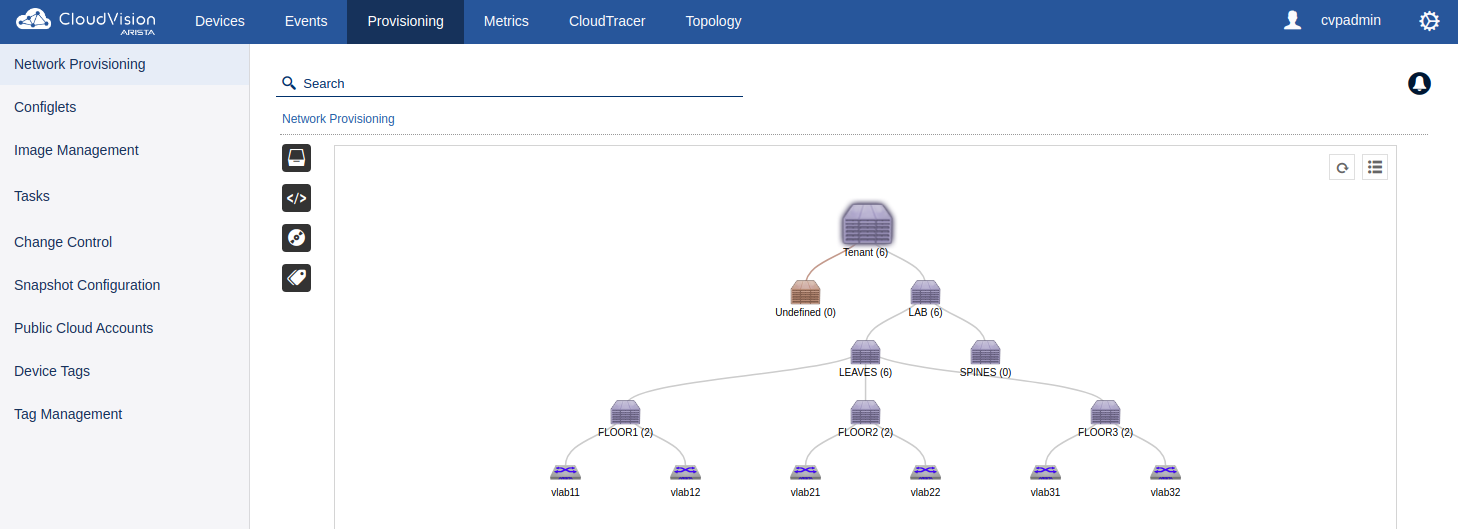 CloudVision
ARISTA
Devices
Events
Provisioning
Metrics
CloudTracer
Topology
cvpadmin
Network Provisioning
Configlets
Image Management
Tasks
Change Control
Snapshot Configuration
Public Cloud Accounts
Device Tags
Tag Management
Search
Network Provisioning
</>
Tenant (6)
Undefined (0)
LAB (6)
LEAVES (6)
SPINES (0)
FLOOR1 (2)
FLOOR2 (2)
FLOOR3 (2)
vlab11
vlab12
vlab21
vlab22
vlab31
vlab32